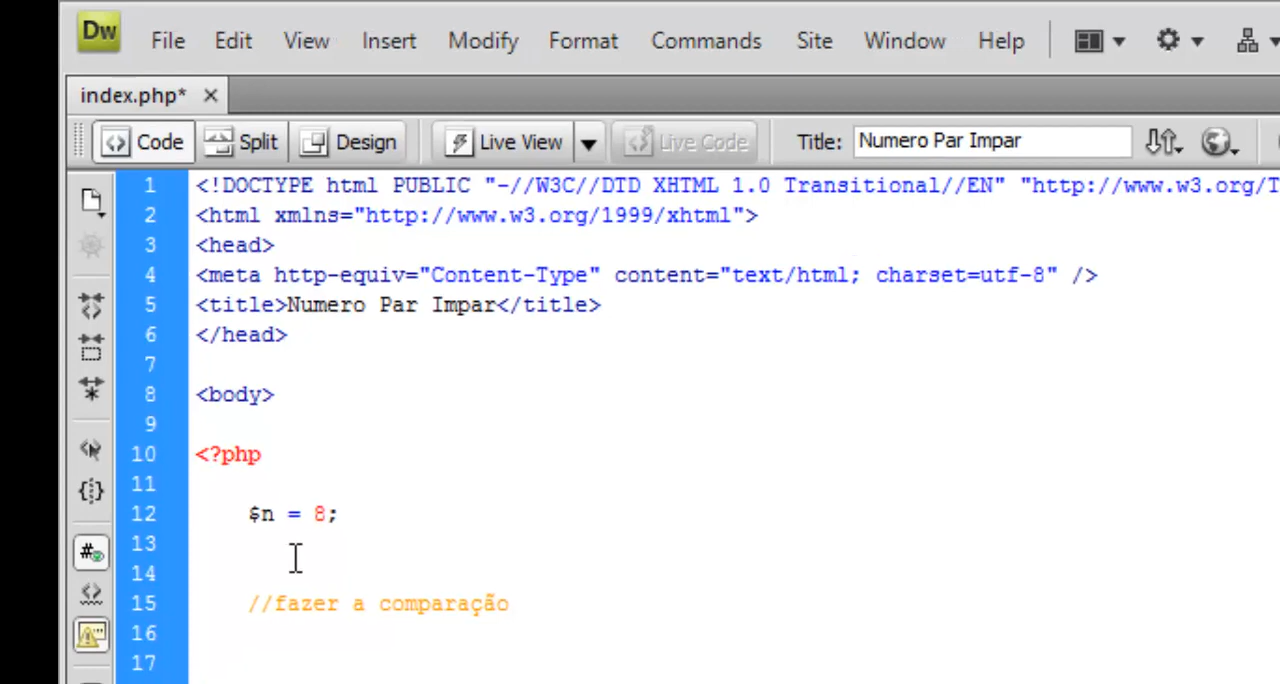 Dw File Edit View Insert Modify Format Commands Site Window Help
index.php*
Code Split Design Live View Live Code Title: Numero Par Impar
1 <!DOCTYPE html PUBLIC "-//W3C//DTD XHTML 1.0 Transitional//EN" "http://www.w3.org/T
2 <html xmlns="http://www.w3.org/1999/xhtml">
3 <head>
4 <meta http-equiv="Content-Type" content="text/html; charset=utf-8" />
5 <title>Numero Par Impar</title>
6 </head>
7
8 <body>
9
10 <?php
11
12 $n = 8;
13
14
15 //fazer a comparação
16
17